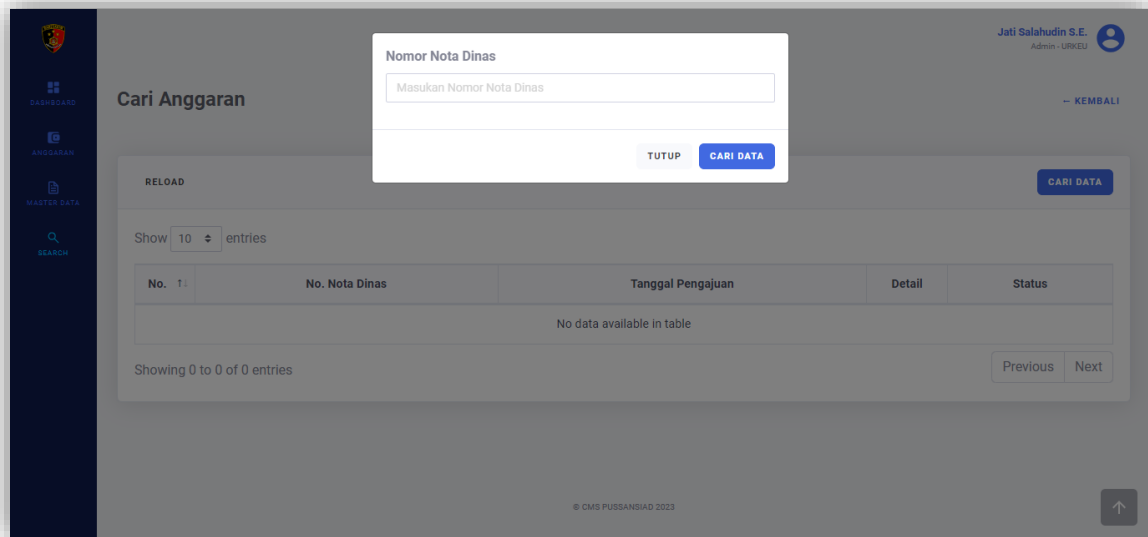 Jati Salahudin S.E.
Admin - URKEU
Nomor Nota Dinas
Masukan Nomor Nota Dinas
DASHBOARD
Cari Anggaran
← KEMBALI
ANGGARAN
TUTUP CARI DATA
MASTER DATA
RELOAD CARI DATA
SEARCH
Show 10 entries
No. No. Nota Dinas Tanggal Pengajuan Detail Status
No data available in table
Showing 0 to 0 of 0 entries
Previous Next
© CMS PUSSANSIAD 2023